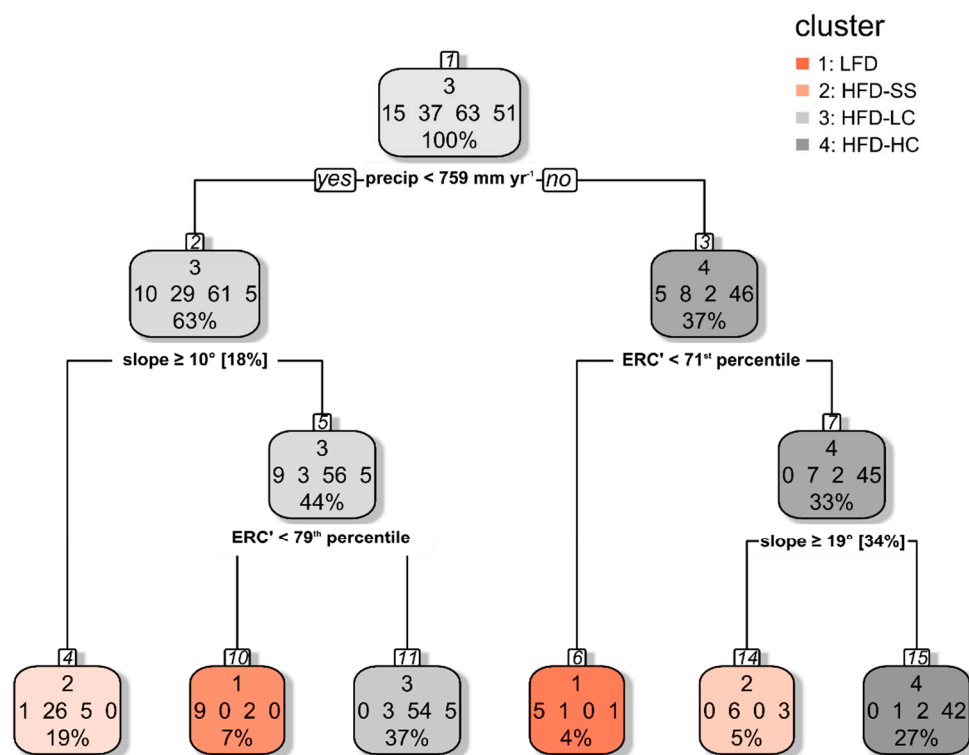 cluster
1: LFD
2: HFD-SS
3: HFD-LC
4: HFD-HC
1
3
15 37 63 51
100%
yes precip < 759 mm yr⁻¹ no
2
3
10 29 61 5
63%
3
4
5 8 2 46
37%
slope ≥ 10° [18%]
ERC' < 71st percentile
5
3
9 3 56 5
44%
7
4
0 7 2 45
33%
ERC' < 79th percentile
slope ≥ 19° [34%]
4
2
1 26 5 0
19%
10
1
9 0 2 0
7%
11
3
0 3 54 5
37%
6
1
5 1 0 1
4%
14
2
0 6 0 3
5%
15
4
0 1 2 42
27%